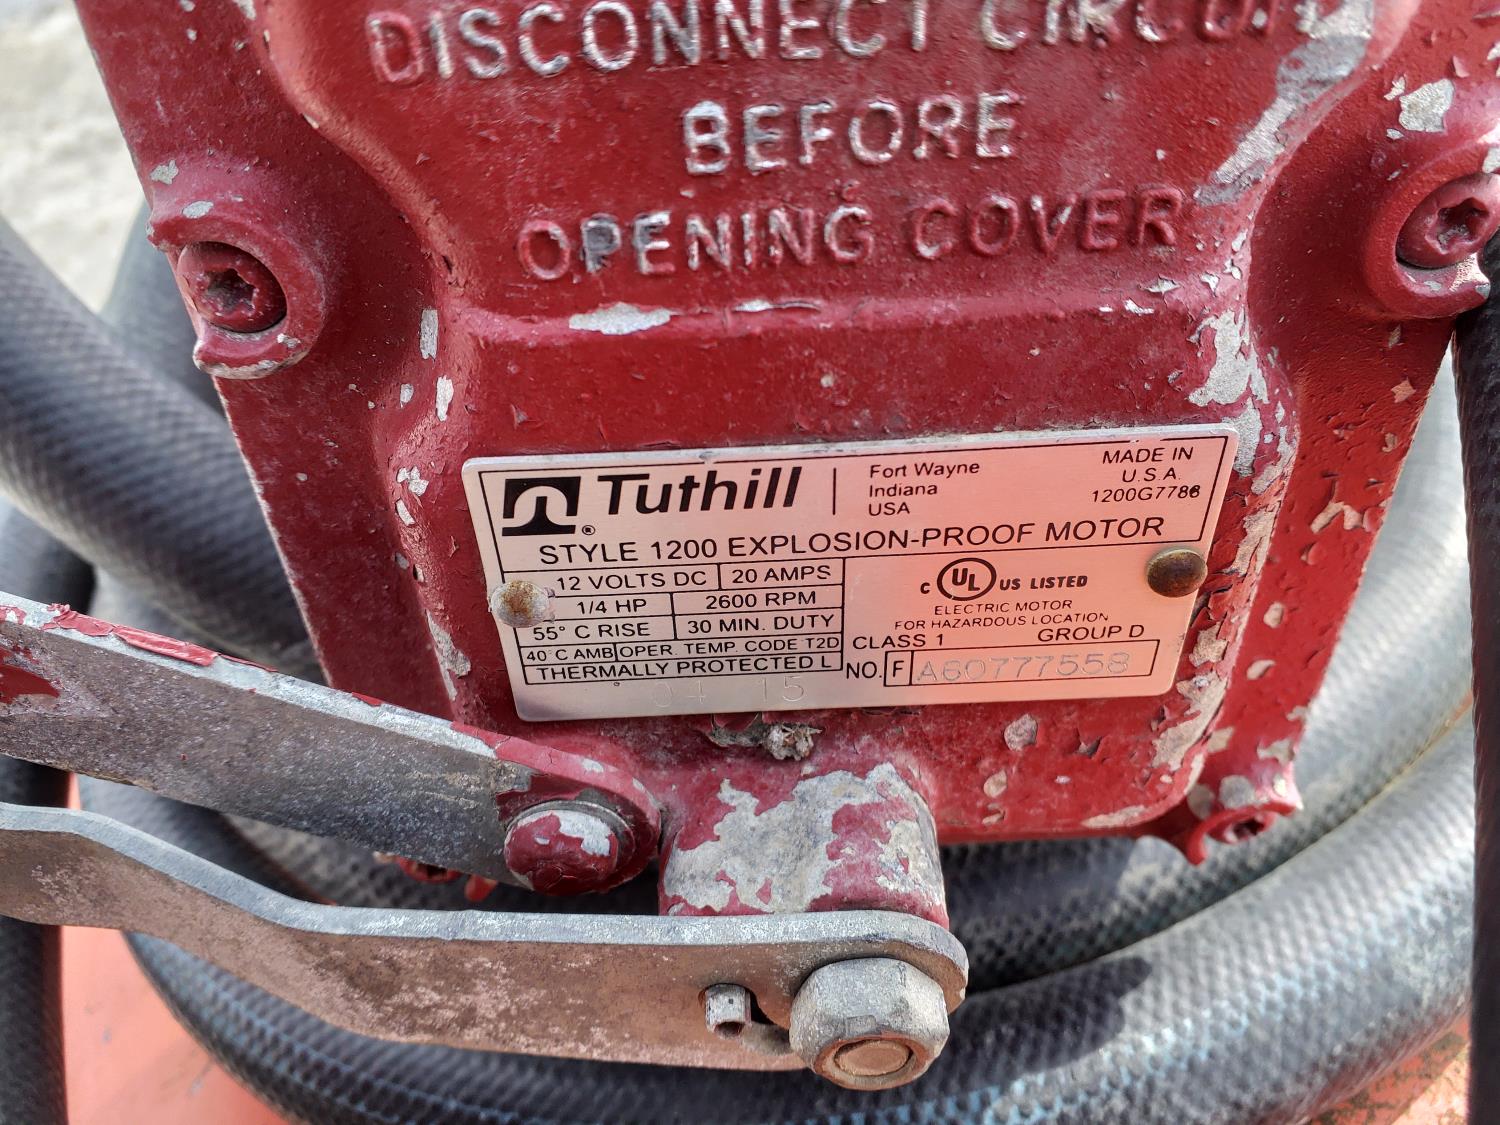 DISCONNECT CIRCUIT
BEFORE
OPENING COVER
Tuthill
®
Fort Wayne
Indiana
USA
MADE IN
U.S.A.
STYLE 1200 EXPLOSION-PROOF MOTOR
12 VOLTS DC 20 AMPS
1/4 HP 2600 RPM
55° C RISE 30 MIN. DUTY
40°C AMB OPER. TEMP. CODE T2D
THERMALLY PROTECTED L
04 15
C UL US LISTED
ELECTRIC MOTOR
FOR HAZARDOUS LOCATION
CLASS 1 GROUP D
NO. F A60777558